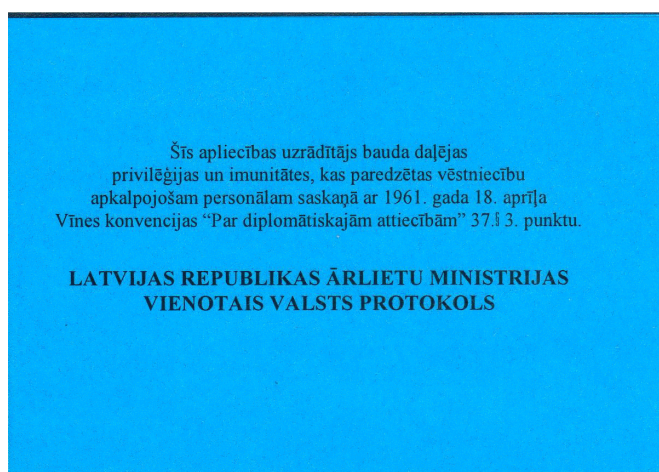 Šīs apliecības uzrādītājs bauda daļējas
privilēģijas un imunitātes, kas paredzētas vēstniecību
apkalpojošam personālam saskaņā ar 1961. gada 18. aprīļa
Vīnes konvencijas “Par diplomātiskajām attiecībām” 37.§ 3. punktu.
LATVIJAS REPUBLIKAS ĀRLIETU MINISTRIJAS
VIENOTAIS VALSTS PROTOKOLS